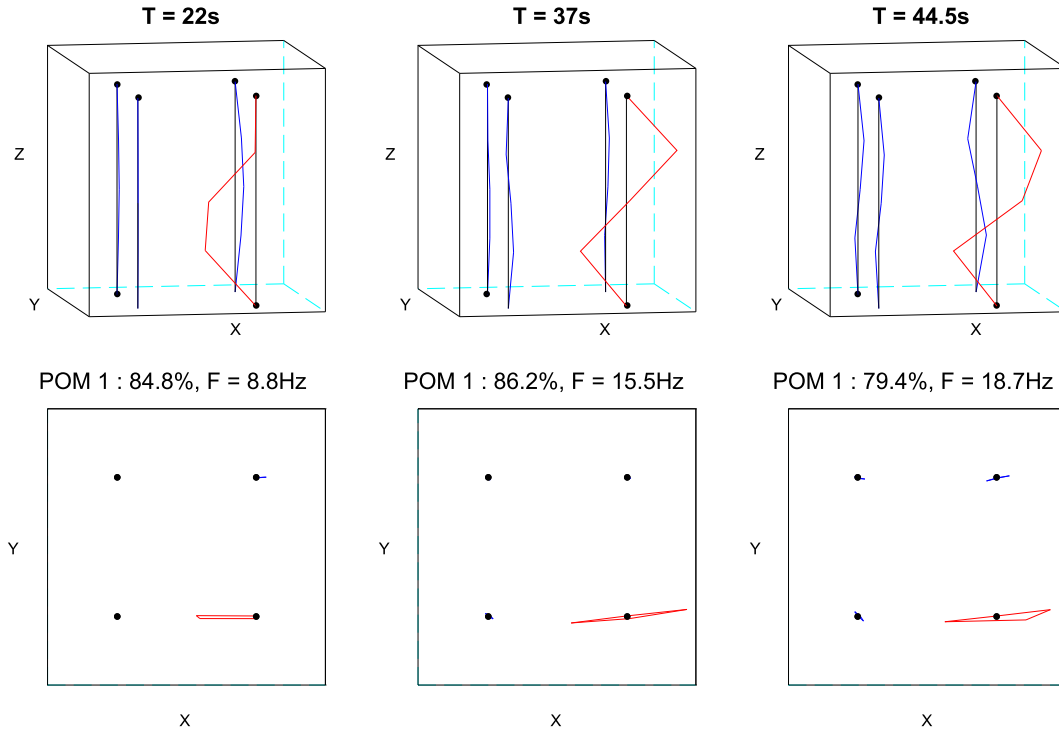 T = 22s
T = 37s
T = 44.5s
Z
Z
Z
Y
Y
Y
X
X
X
POM 1 : 84.8%, F = 8.8Hz
POM 1 : 86.2%, F = 15.5Hz
POM 1 : 79.4%, F = 18.7Hz
Y
Y
Y
X
X
X